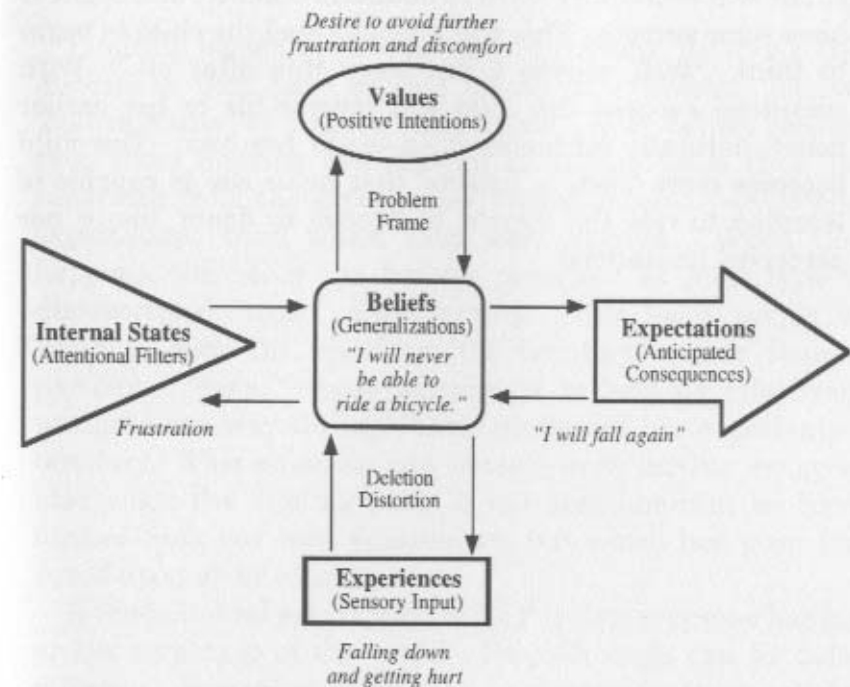 Desire to avoid further
frustration and discomfort
Values
(Positive Intentions)
Problem
Frame
Internal States
(Attentional Filters)
Frustration
Beliefs
(Generalizations)
"I will never
be able to
ride a bicycle."
Expectations
(Anticipated
Consequences)
"I will fall again"
Deletion
Distortion
Experiences
(Sensory Input)
Falling down
and getting hurt